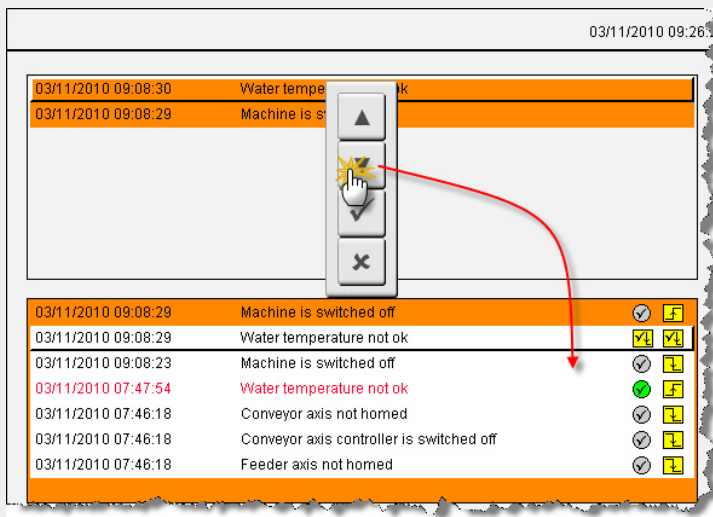 03/11/2010 09:26:
03/11/2010 09:08:30 Water tempe k
03/11/2010 09:08:29 Machine is s
03/11/2010 09:08:29 Machine is switched off
03/11/2010 09:08:29 Water temperature not ok
03/11/2010 09:08:23 Machine is switched off
03/11/2010 07:47:54 Water temperature not ok
03/11/2010 07:46:18 Conveyor axis not homed
03/11/2010 07:46:18 Conveyor axis controller is switched off
03/11/2010 07:46:18 Feeder axis not homed